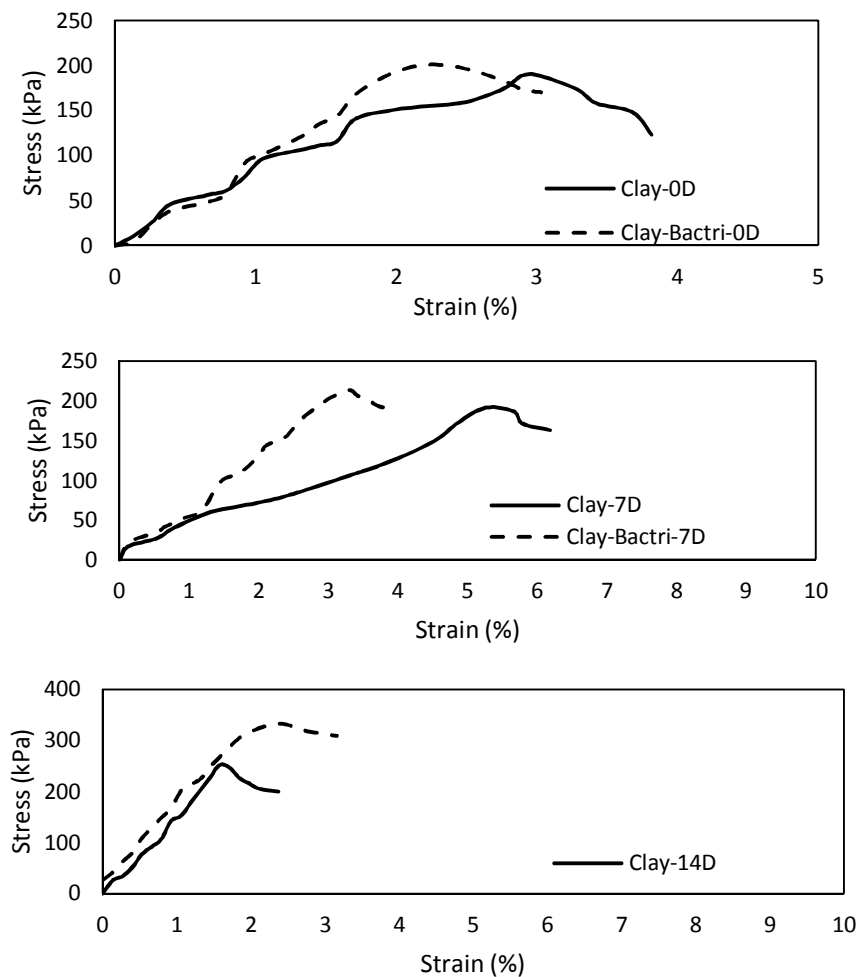 250
200
150
100
50
0
Stress (kPa)
Clay-0D
Clay-Bactri-0D
0 1 2 3 4 5
Strain (%)
250
200
150
100
50
0
Stress (kPa)
Clay-7D
Clay-Bactri-7D
0 1 2 3 4 5 6 7 8 9 10
Strain (%)
400
300
200
100
0
Stress (kPa)
Clay-14D
0 1 2 3 4 5 6 7 8 9 10
Strain (%)